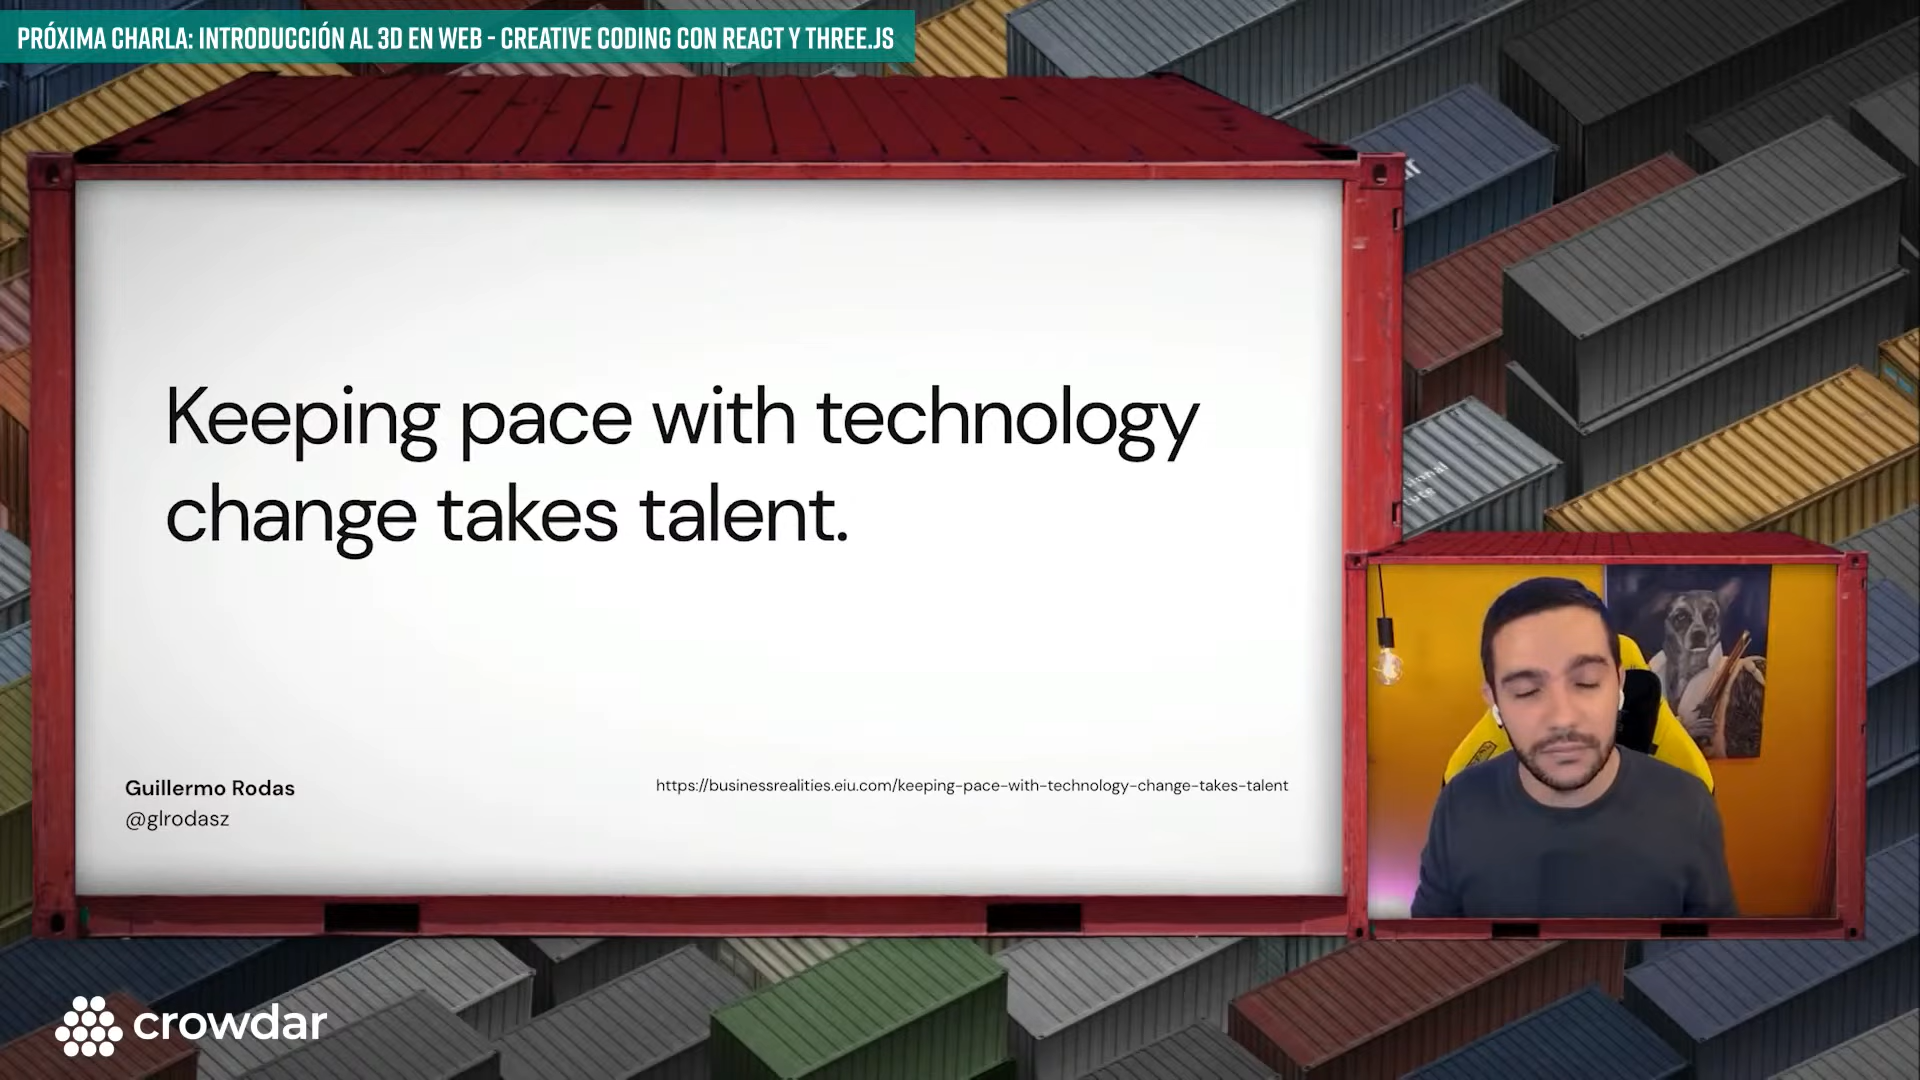 PRÓXIMA CHARLA: INTRODUCCIÓN AL 3D EN WEB - CREATIVE CODING CON REACT Y THREE.JS
Keeping pace with technology
change takes talent.
Guillermo Rodas
@glrodasz
https://businessrealities.eiu.com/keeping-pace-with-technology-change-takes-talent
crowdar